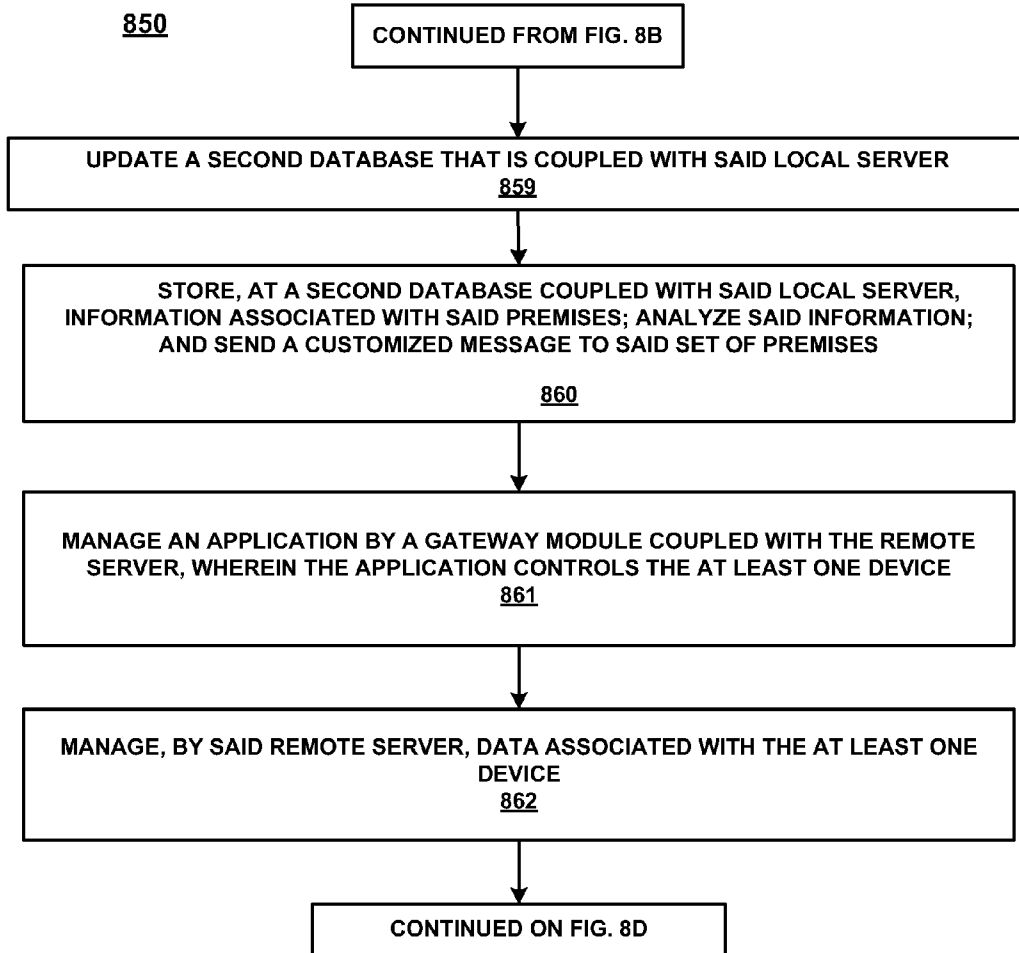 850
CONTINUED FROM FIG. 8B
UPDATE A SECOND DATABASE THAT IS COUPLED WITH SAID LOCAL SERVER
859
STORE, AT A SECOND DATABASE COUPLED WITH SAID LOCAL SERVER,
INFORMATION ASSOCIATED WITH SAID PREMISES; ANALYZE SAID INFORMATION;
AND SEND A CUSTOMIZED MESSAGE TO SAID SET OF PREMISES
860
MANAGE AN APPLICATION BY A GATEWAY MODULE COUPLED WITH THE REMOTE
SERVER, WHEREIN THE APPLICATION CONTROLS THE AT LEAST ONE DEVICE
861
MANAGE, BY SAID REMOTE SERVER, DATA ASSOCIATED WITH THE AT LEAST ONE
DEVICE
862
CONTINUED ON FIG. 8D